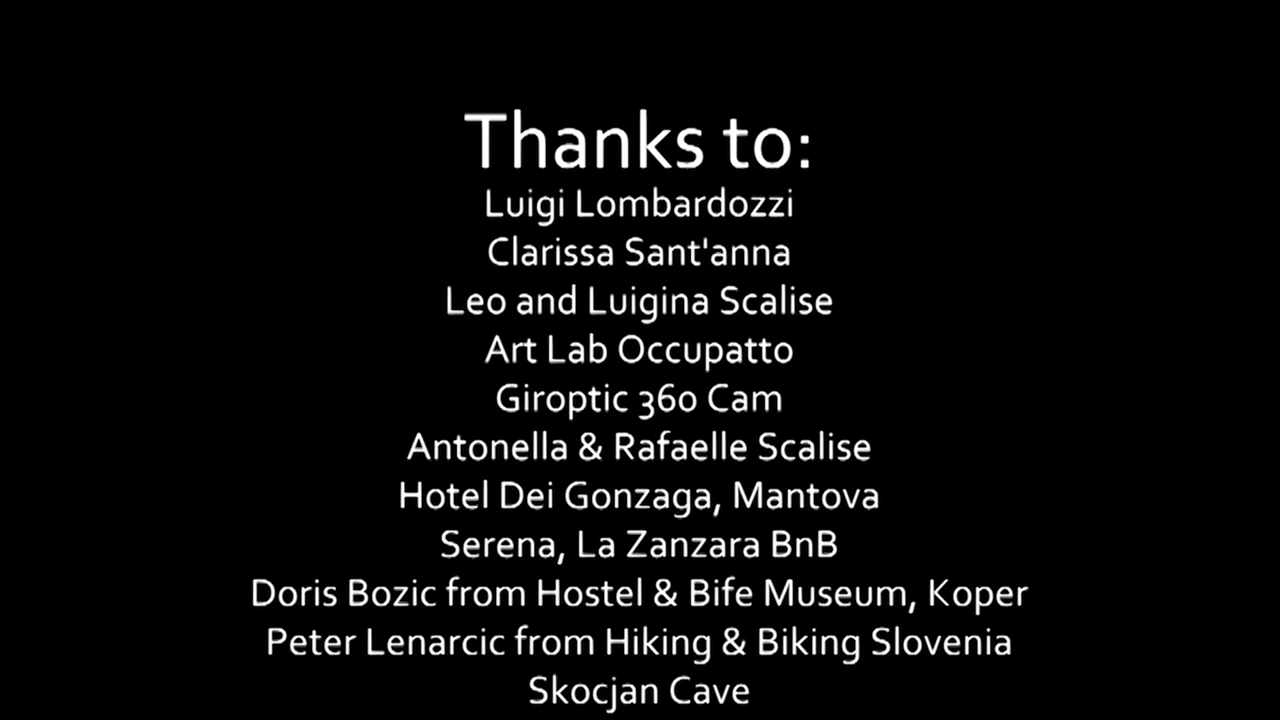 Thanks to:
Luigi Lombardozzi
Clarissa Sant'anna
Leo and Luigina Scalise
Art Lab Occupatto
Giroptic 360 Cam
Antonella & Rafaelle Scalise
Hotel Dei Gonzaga, Mantova
Serena, La Zanzara BnB
Doris Bozic from Hostel & Bife Museum, Koper
Peter Lenarcic from Hiking & Biking Slovenia
Skocjan Cave